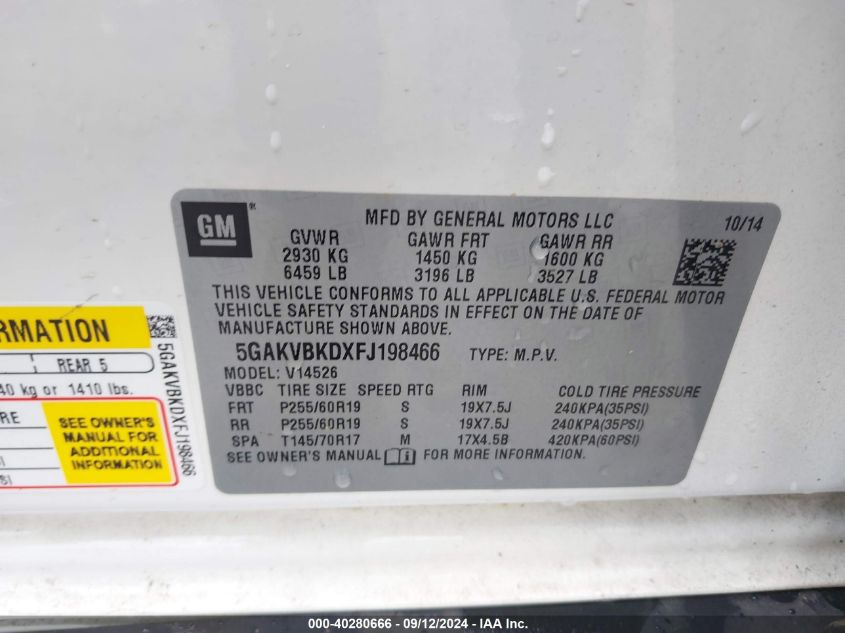 GM ®
MFD BY GENERAL MOTORS LLC
10/14
GVWR GAWR FRT GAWR RR
2930 KG 1450 KG 1600 KG
6459 LB 3196 LB 3527 LB
THIS VEHICLE CONFORMS TO ALL APPLICABLE U.S. FEDERAL MOTOR
VEHICLE SAFETY STANDARDS IN EFFECT ON THE DATE OF
MANUFACTURE SHOWN ABOVE.
5GAKVBKDXFJ198466 TYPE: M.P.V.
MODEL: V14526
VBBC TIRE SIZE SPEED RTG RIM COLD TIRE PRESSURE
FRT P255/60R19 S 19X7.5J 240KPA(35PSI)
RR P255/60R19 S 19X7.5J 240KPA(35PSI)
SPA T145/70R17 M 17X4.5B 420KPA(60PSI)
SEE OWNER'S MANUAL FOR MORE INFORMATION.
REAR 5
kg or 1410 lbs.
SEE OWNER'S
MANUAL FOR
ADDITIONAL
INFORMATION
5GAKVBKDXFJ198466
000-40280666 - 09/12/2024 - IAA Inc.